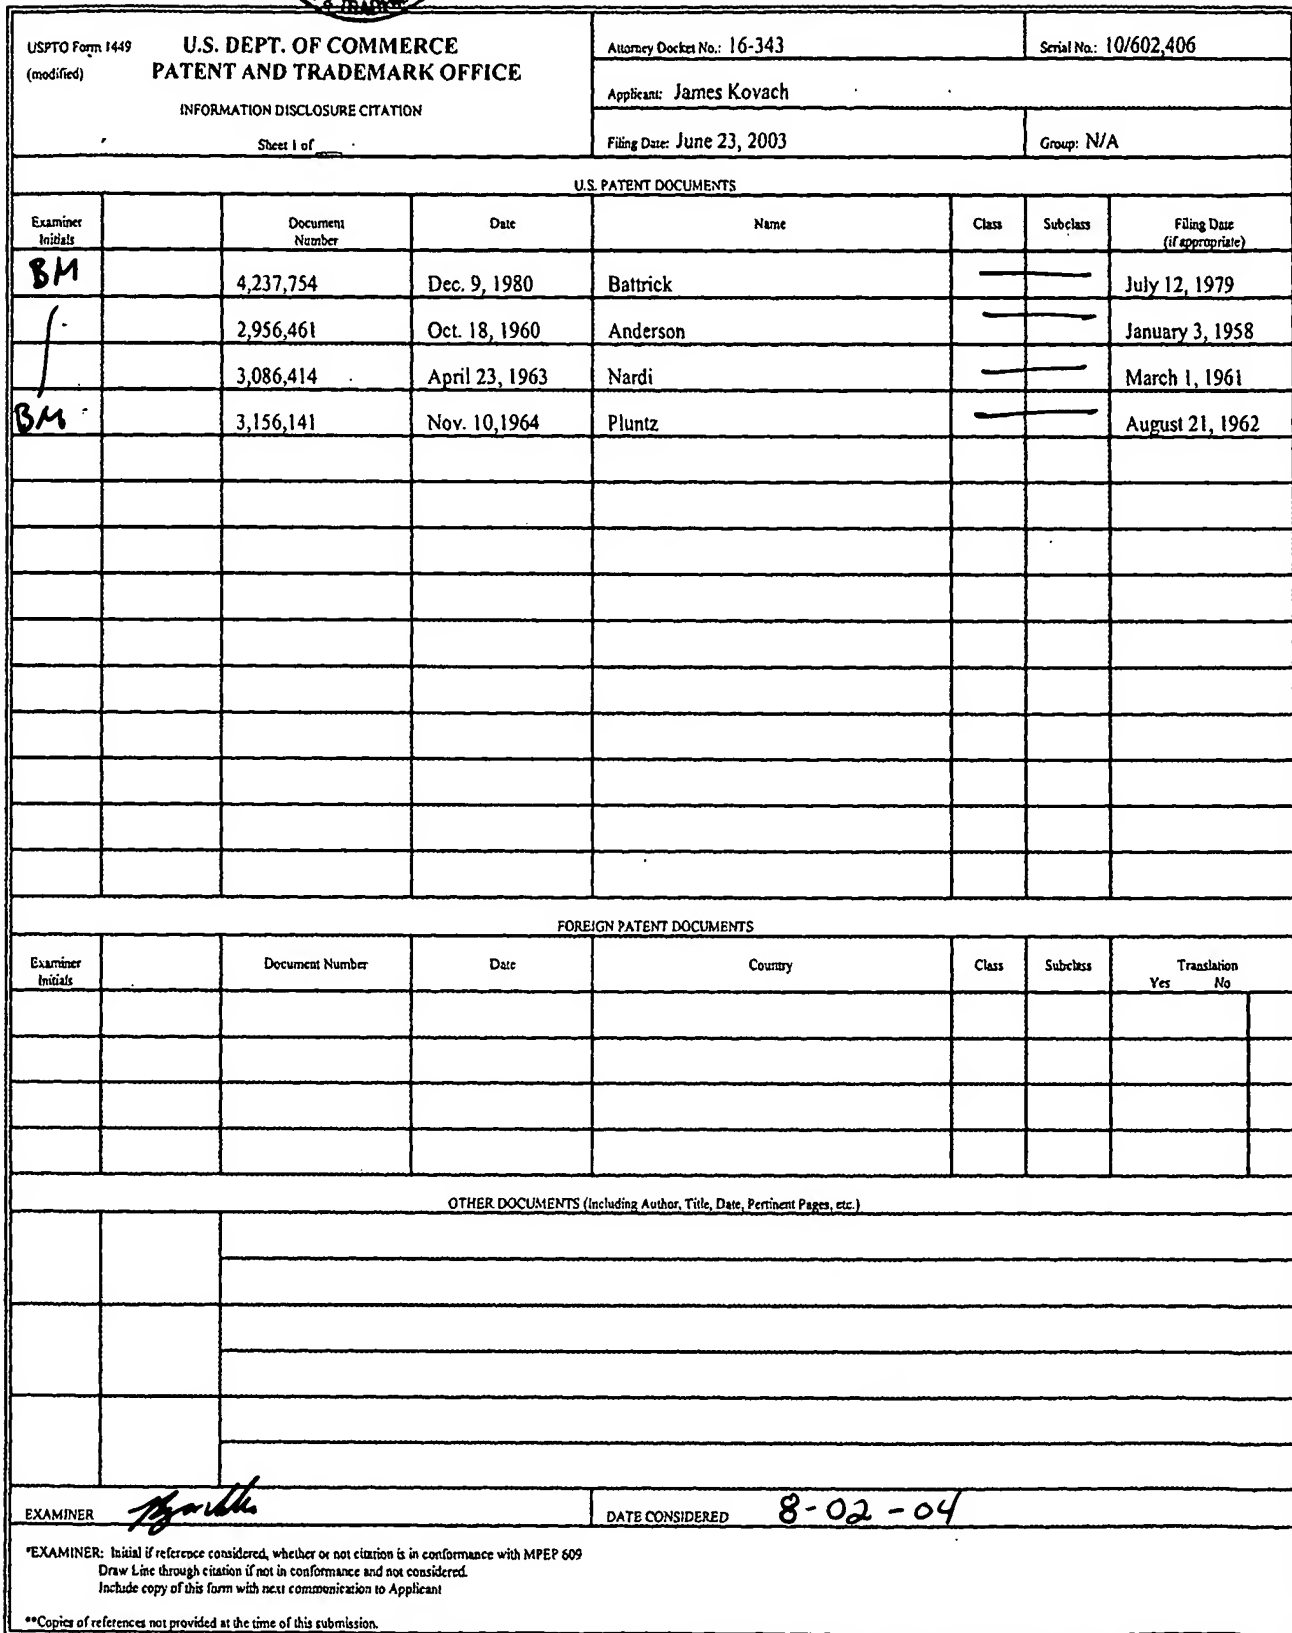 & TRADEM
USPTO Form 1449
(modified)
U.S. DEPT. OF COMMERCE
PATENT AND TRADEMARK OFFICE
INFORMATION DISCLOSURE CITATION
Sheet 1 of
Attorney Docket No.: 16-343
Serial No.: 10/602,406
Applicant: James Kovach
Filing Date: June 23, 2003
Group: N/A
U.S. PATENT DOCUMENTS
Examiner Initials Document Number Date Name Class Subclass Filing Date (if appropriate)
BM 4,237,754 Dec. 9, 1980 Battrick July 12, 1979
2,956,461 Oct. 18, 1960 Anderson January 3, 1958
3,086,414 April 23, 1963 Nardi March 1, 1961
BM 3,156,141 Nov. 10,1964 Pluntz August 21, 1962
FOREIGN PATENT DOCUMENTS
Examiner Initials Document Number Date Country Class Subclass Translation Yes No
OTHER DOCUMENTS (Including Author, Title, Date, Pertinent Pages, etc.)
EXAMINER
DATE CONSIDERED 8-02-04
*EXAMINER: Initial if reference considered, whether or not citation is in conformance with MPEP 609
Draw Line through citation if not in conformance and not considered.
Include copy of this form with next communication to Applicant
**Copies of references not provided at the time of this submission.